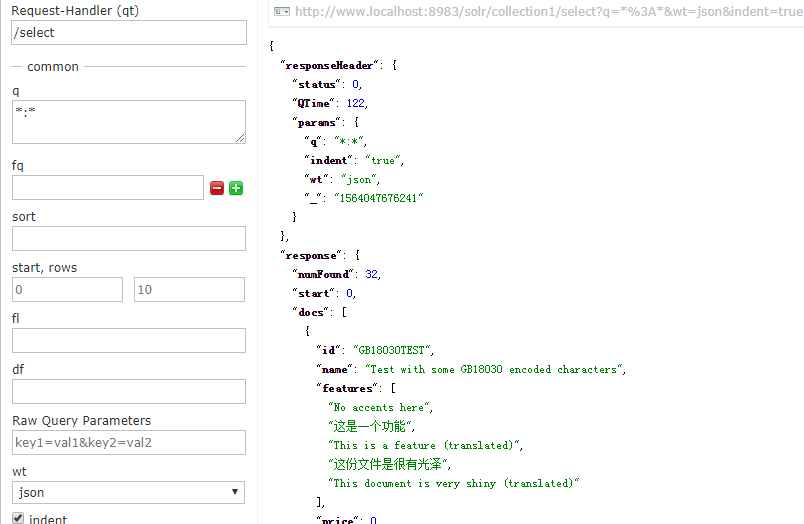 Request-Handler (qt)
/select
common
q
*:*
fq
sort
start, rows
0
10
fl
df
Raw Query Parameters
key1=val1&key2=val2
wt
json
indent
http://www.localhost:8983/solr/collection1/select?q=*%3A*&wt=json&indent=true
{
"responseHeader": {
"status": 0,
"QTime": 122,
"params": {
"q": "*:*",
"indent": "true",
"wt": "json",
"_": "1564047676241"
}
},
"response": {
"numFound": 32,
"start": 0,
"docs": [
{
"id": "GB18030TEST",
"name": "Test with some GB18030 encoded characters",
"features": [
"No accents here",
"这是一个功能",
"This is a feature (translated)",
"这份文件是很有光泽",
"This document is very shiny (translated)"
],
"price": 0